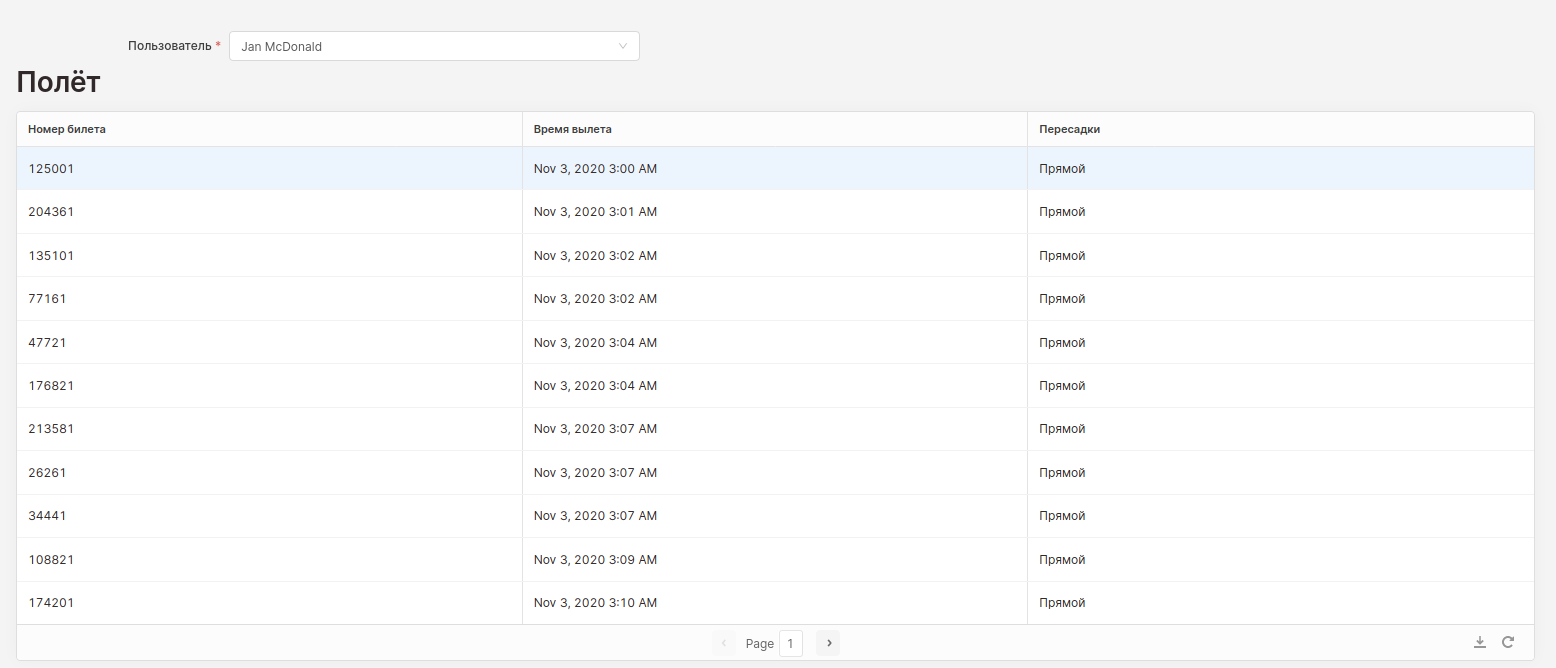 Пользователь * Jan McDonald
Полёт
Номер билета Время вылета Пересадки
125001 Nov 3, 2020 3:00 AM Прямой
204361 Nov 3, 2020 3:01 AM Прямой
135101 Nov 3, 2020 3:02 AM Прямой
77161 Nov 3, 2020 3:02 AM Прямой
47721 Nov 3, 2020 3:04 AM Прямой
176821 Nov 3, 2020 3:04 AM Прямой
213581 Nov 3, 2020 3:07 AM Прямой
26261 Nov 3, 2020 3:07 AM Прямой
34441 Nov 3, 2020 3:07 AM Прямой
108821 Nov 3, 2020 3:09 AM Прямой
174201 Nov 3, 2020 3:10 AM Прямой
Page 1